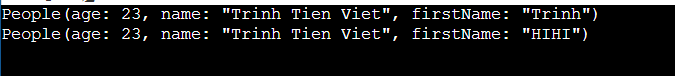 People(age: 23, name: "Trinh Tien Viet", firstName: "Trinh")
People(age: 23, name: "Trinh Tien Viet", firstName: "HIHI")